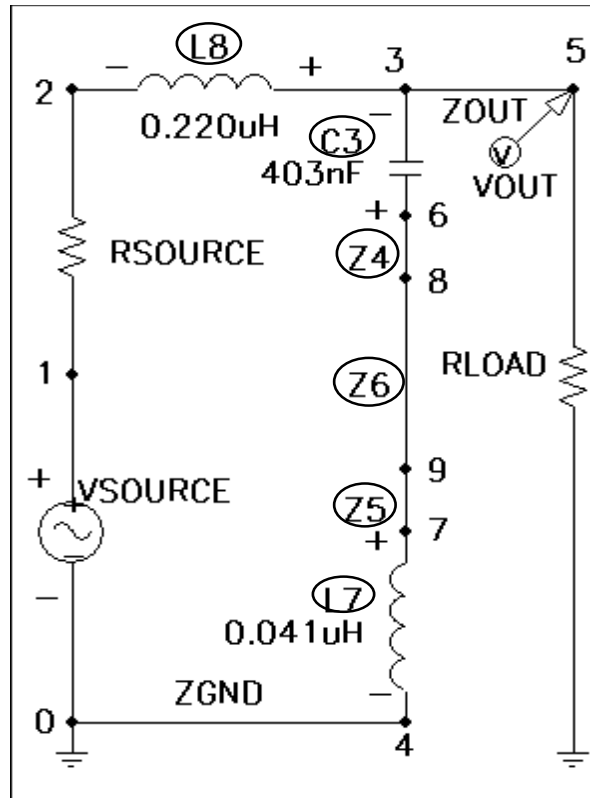 L8
5
2
−
+
3
0.220uH
−
ZOUT
C3
V
403nF
VOUT
+
6
RSOURCE
Z4
8
1
Z6
RLOAD
9
+
VSOURCE
+
Z5
7
+
−
L7
−
0.041uH
ZGND
−
0
4